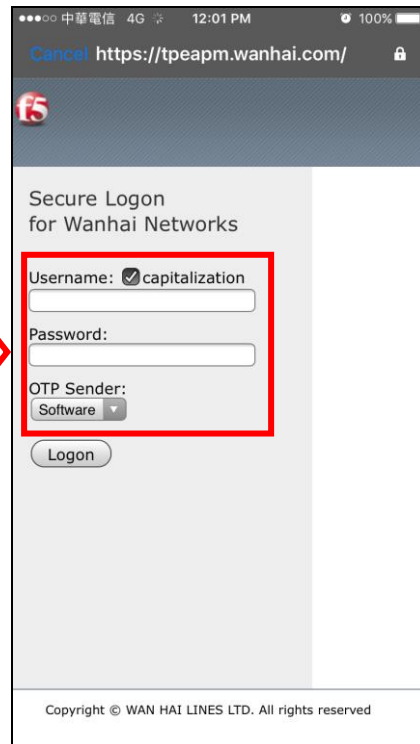 ●●●○○ 中華電信 4G 12:01 PM 100%
Cancel https://tpeapm.wanhai.com/
f5
Secure Logon
for Wanhai Networks
Username: capitalization
Password:
OTP Sender:
Software
Logon
Copyright © WAN HAI LINES LTD. All rights reserved